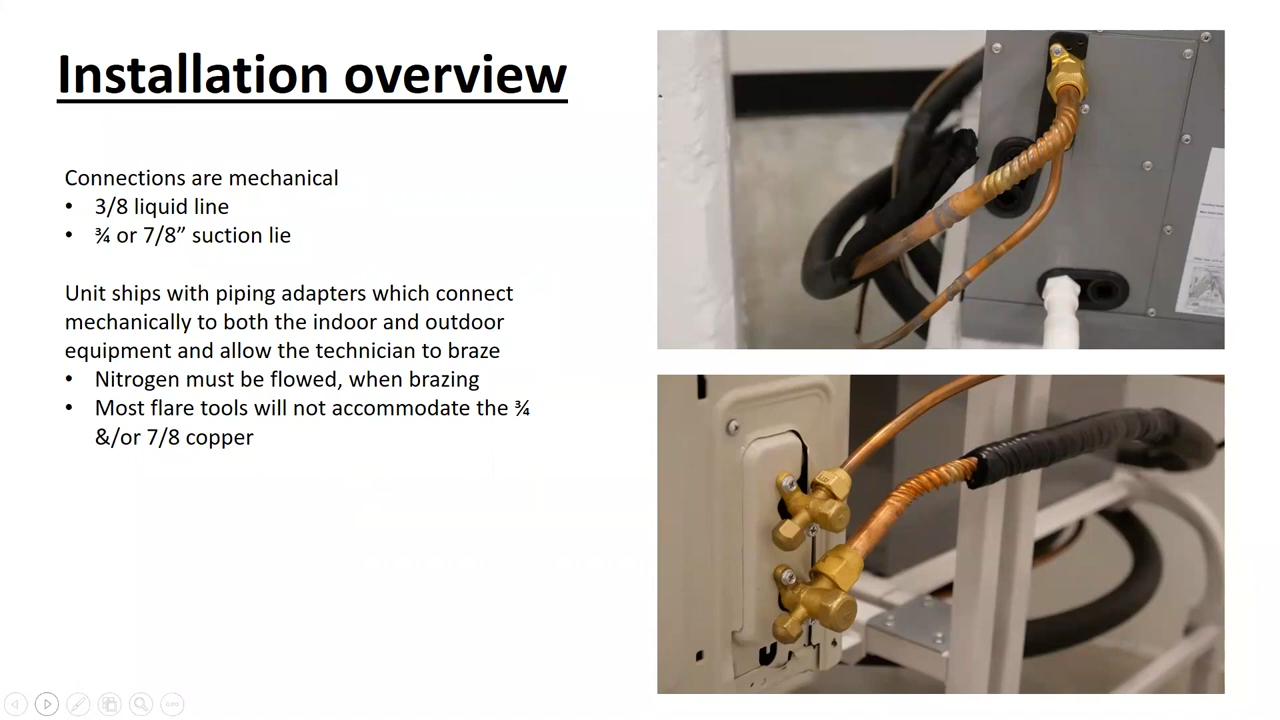 Installation overview
Connections are mechanical
• 3/8 liquid line
• ¾ or 7/8” suction lie
Unit ships with piping adapters which connect
mechanically to both the indoor and outdoor
equipment and allow the technician to braze
• Nitrogen must be flowed, when brazing
• Most flare tools will not accommodate the ¾
&/or 7/8 copper